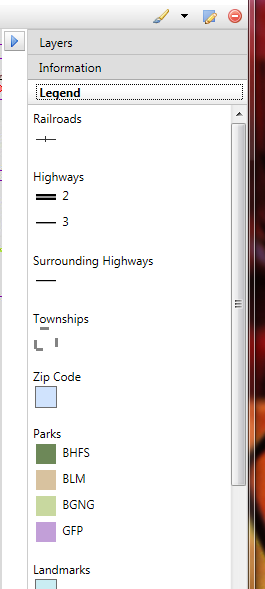 Layers
Information
Legend
Railroads
Highways
2
3
Surrounding Highways
Townships
Zip Code
Parks
BHFS
BLM
BGNG
GFP
Landmarks